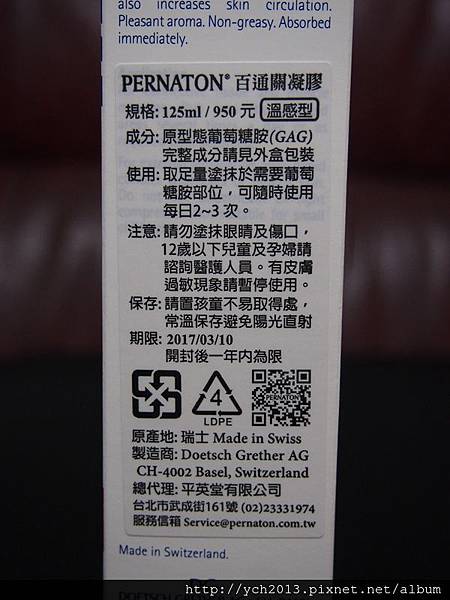 also increases skin circulation.
Pleasant aroma. Non-greasy. Absorbed
immediately.
PERNATON® 百通關凝膠
規格: 125ml / 950 元 溫感型
成分: 原型態葡萄糖胺(GAG)
完整成分請見外盒包裝
使用: 取足量塗抹於需要葡萄
糖胺部位，可隨時使用
每日2~3 次。
注意: 請勿塗抹眼睛及傷口，
12歲以下兒童及孕婦請
諮詢醫護人員。有皮膚
過敏現象請暫停使用。
保存: 請置孩童不易取得處，
常溫保存避免陽光直射
期限: 2017/03/10
開封後一年內為限
4
LDPE
PERNATON
原產地: 瑞士 Made in Swiss
製造商: Doetsch Grether AG
CH-4002 Basel, Switzerland
總代理: 平英堂有限公司
台北市武成街161號 (02)23331974
服務信箱 Service@pernaton.com.tw
Made in Switzerland.
http://ych2013.pixnet.net/album